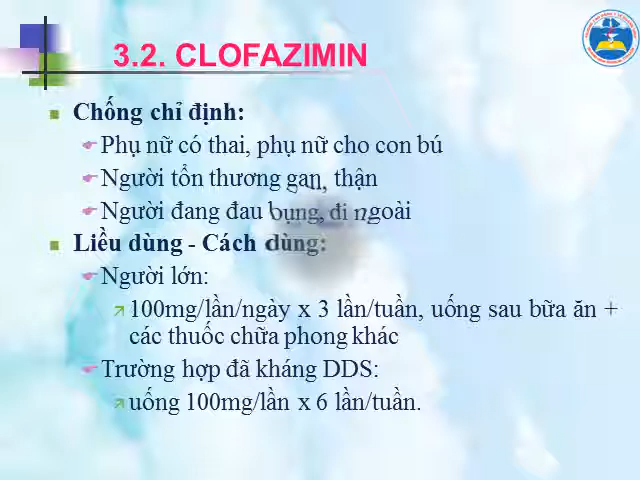 3.2. CLOFAZIMIN
Chống chỉ định:
Phụ nữ có thai, phụ nữ cho con bú
Người tổn thương gan, thận
Người đang đau bụng, đi ngoài
Liều dùng - Cách dùng:
Người lớn:
100mg/lần/ngày x 3 lần/tuần, uống sau bữa ăn +
các thuốc chữa phong khác
Trường hợp đã kháng DDS:
uống 100mg/lần x 6 lần/tuần.